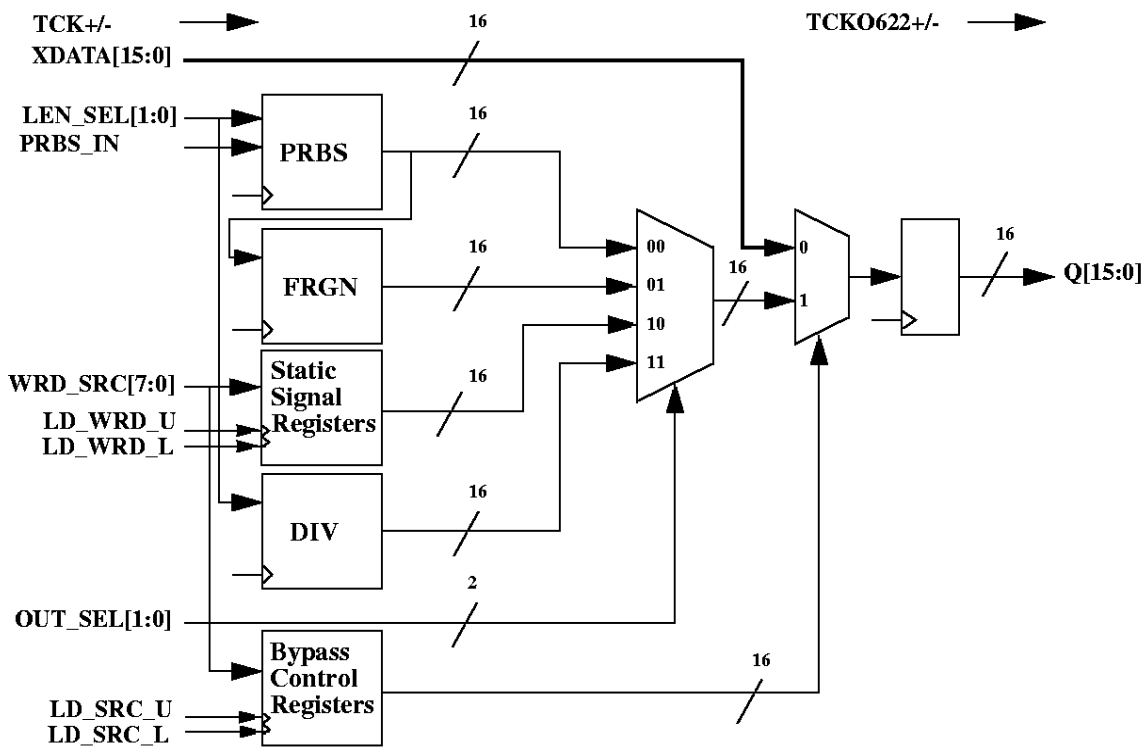 TCK+/-
TCKO622+/-
XDATA[15:0]
16
LEN_SEL[1:0]
PRBS_IN
PRBS
16
FRGN
16
00
01
10
11
16
0
1
16
Q[15:0]
WRD_SRC[7:0]
LD_WRD_U
LD_WRD_L
Static
Signal
Registers
16
DIV
16
OUT_SEL[1:0]
2
Bypass
Control
Registers
16
LD_SRC_U
LD_SRC_L